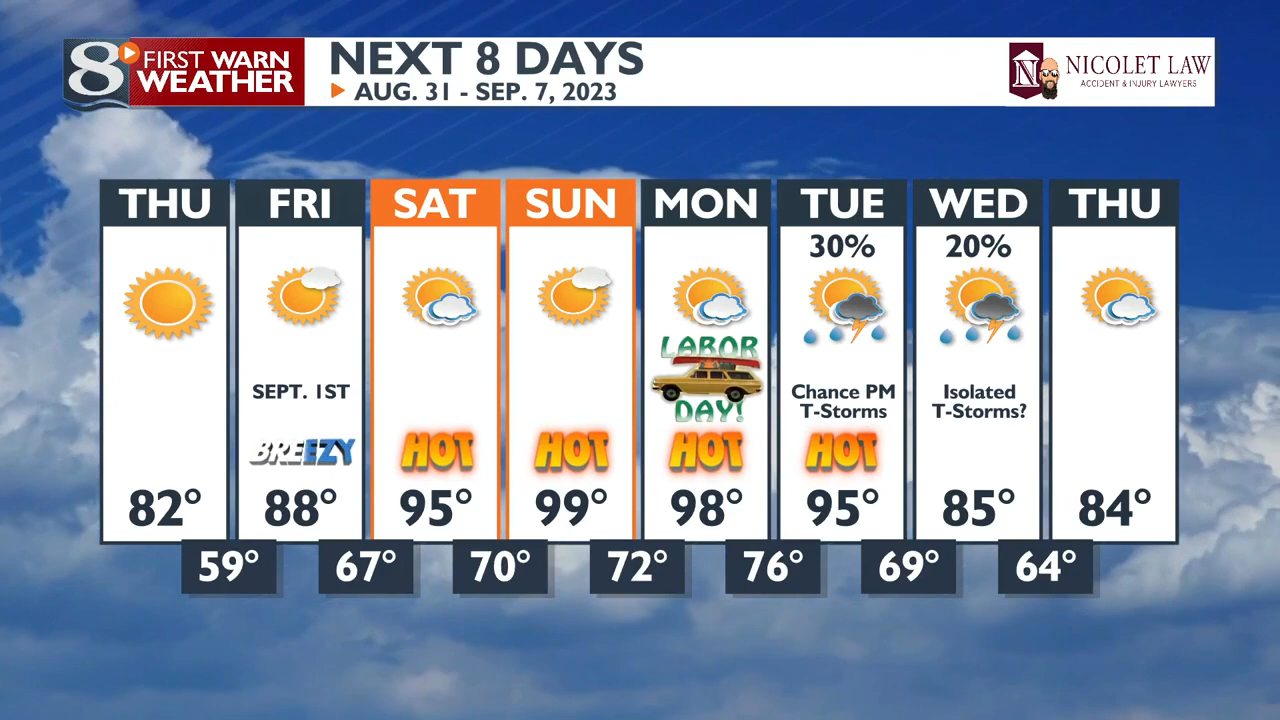 8 FIRST WARN
WEATHER
NEXT 8 DAYS
AUG. 31 - SEP. 7, 2023
N NICOLET LAW
ACCIDENT & INJURY LAWYERS
THU FRI SAT SUN MON TUE WED THU
30% 20%
LABOR
DAY!
SEPT. 1ST
Chance PM
T-Storms
Isolated
T-Storms?
BREEZY HOT HOT HOT HOT
82° 88° 95° 99° 98° 95° 85° 84°
59° 67° 70° 72° 76° 69° 64°